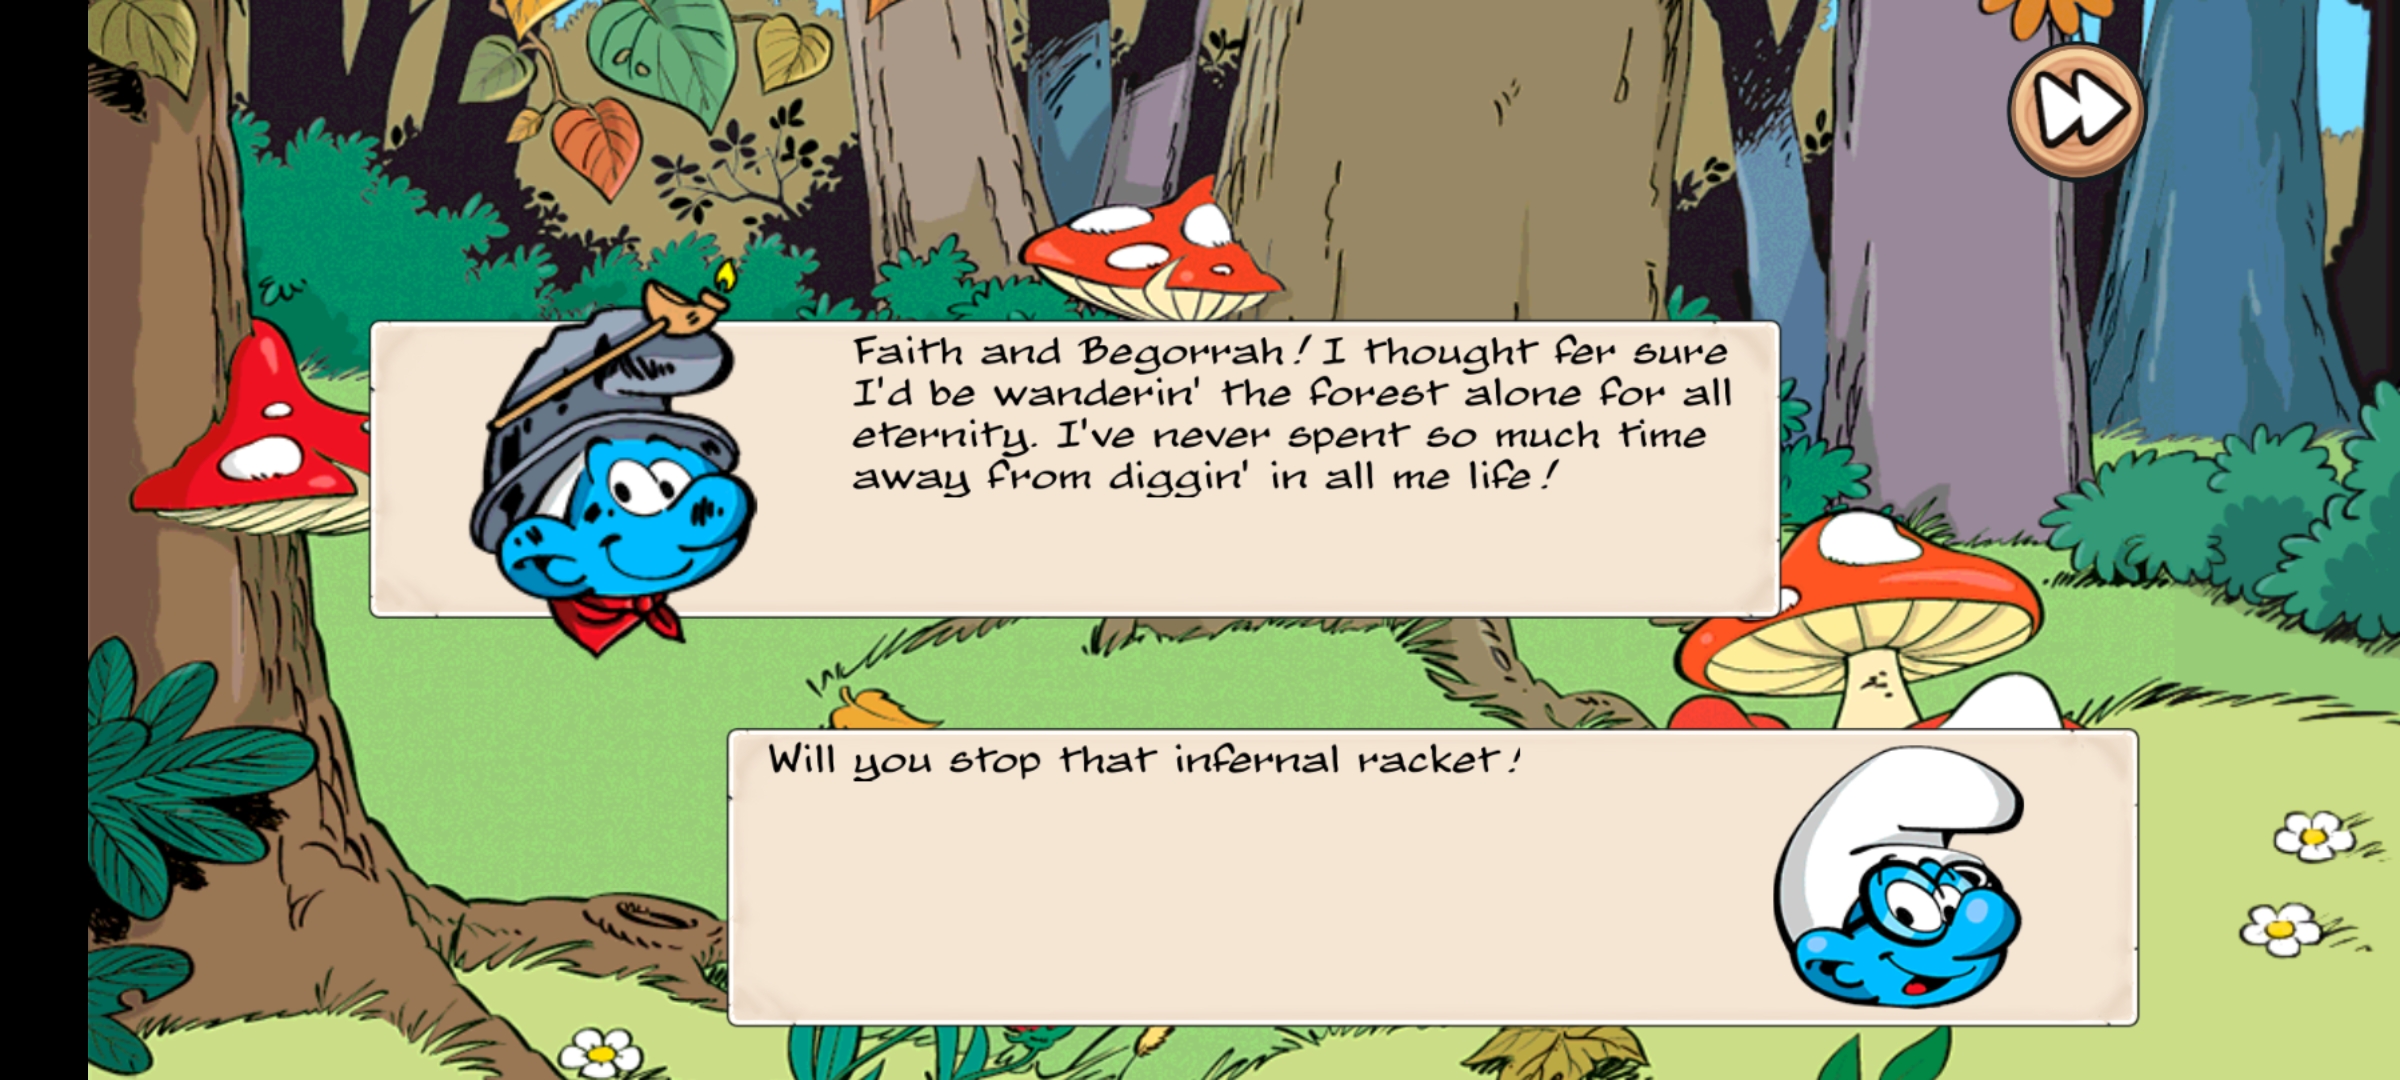 Faith and Begorrah! I thought fer sure
I'd be wanderin' the forest alone for all
eternity. I've never spent so much time
away from diggin' in all me life!
Will you stop that infernal racket!